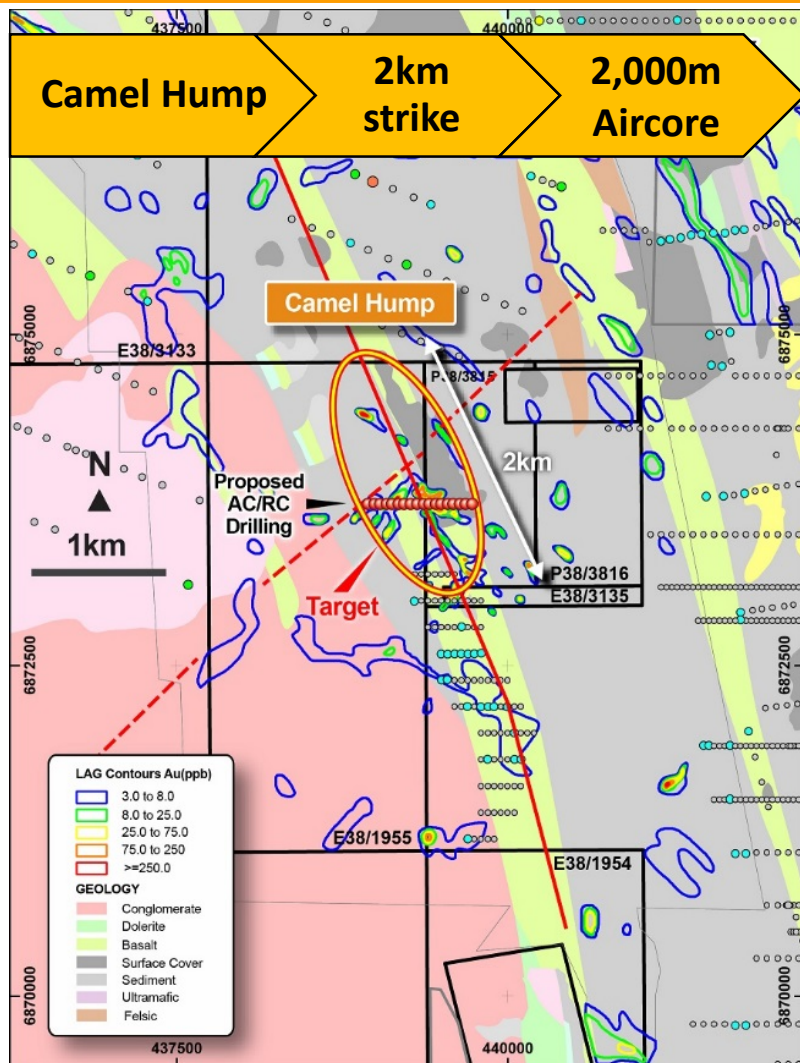 437500
440000
Camel Hump
2km
strike
2,000m
Aircore
6875000
6875000
Camel Hump
E38/3133
P38/3815
N
1km
2km
Proposed
AC/RC
Drilling
Target
P38/3816
E38/3135
6872500
6872500
LAG Contours Au(ppb)
3.0 to 8.0
8.0 to 25.0
25.0 to 75.0
75.0 to 250
>=250.0
GEOLOGY
Conglomerate
Dolerite
Basalt
Surface Cover
Sediment
Ultramafic
Felsic
E38/1955
E38/1954
6870000
6870000
437500
440000